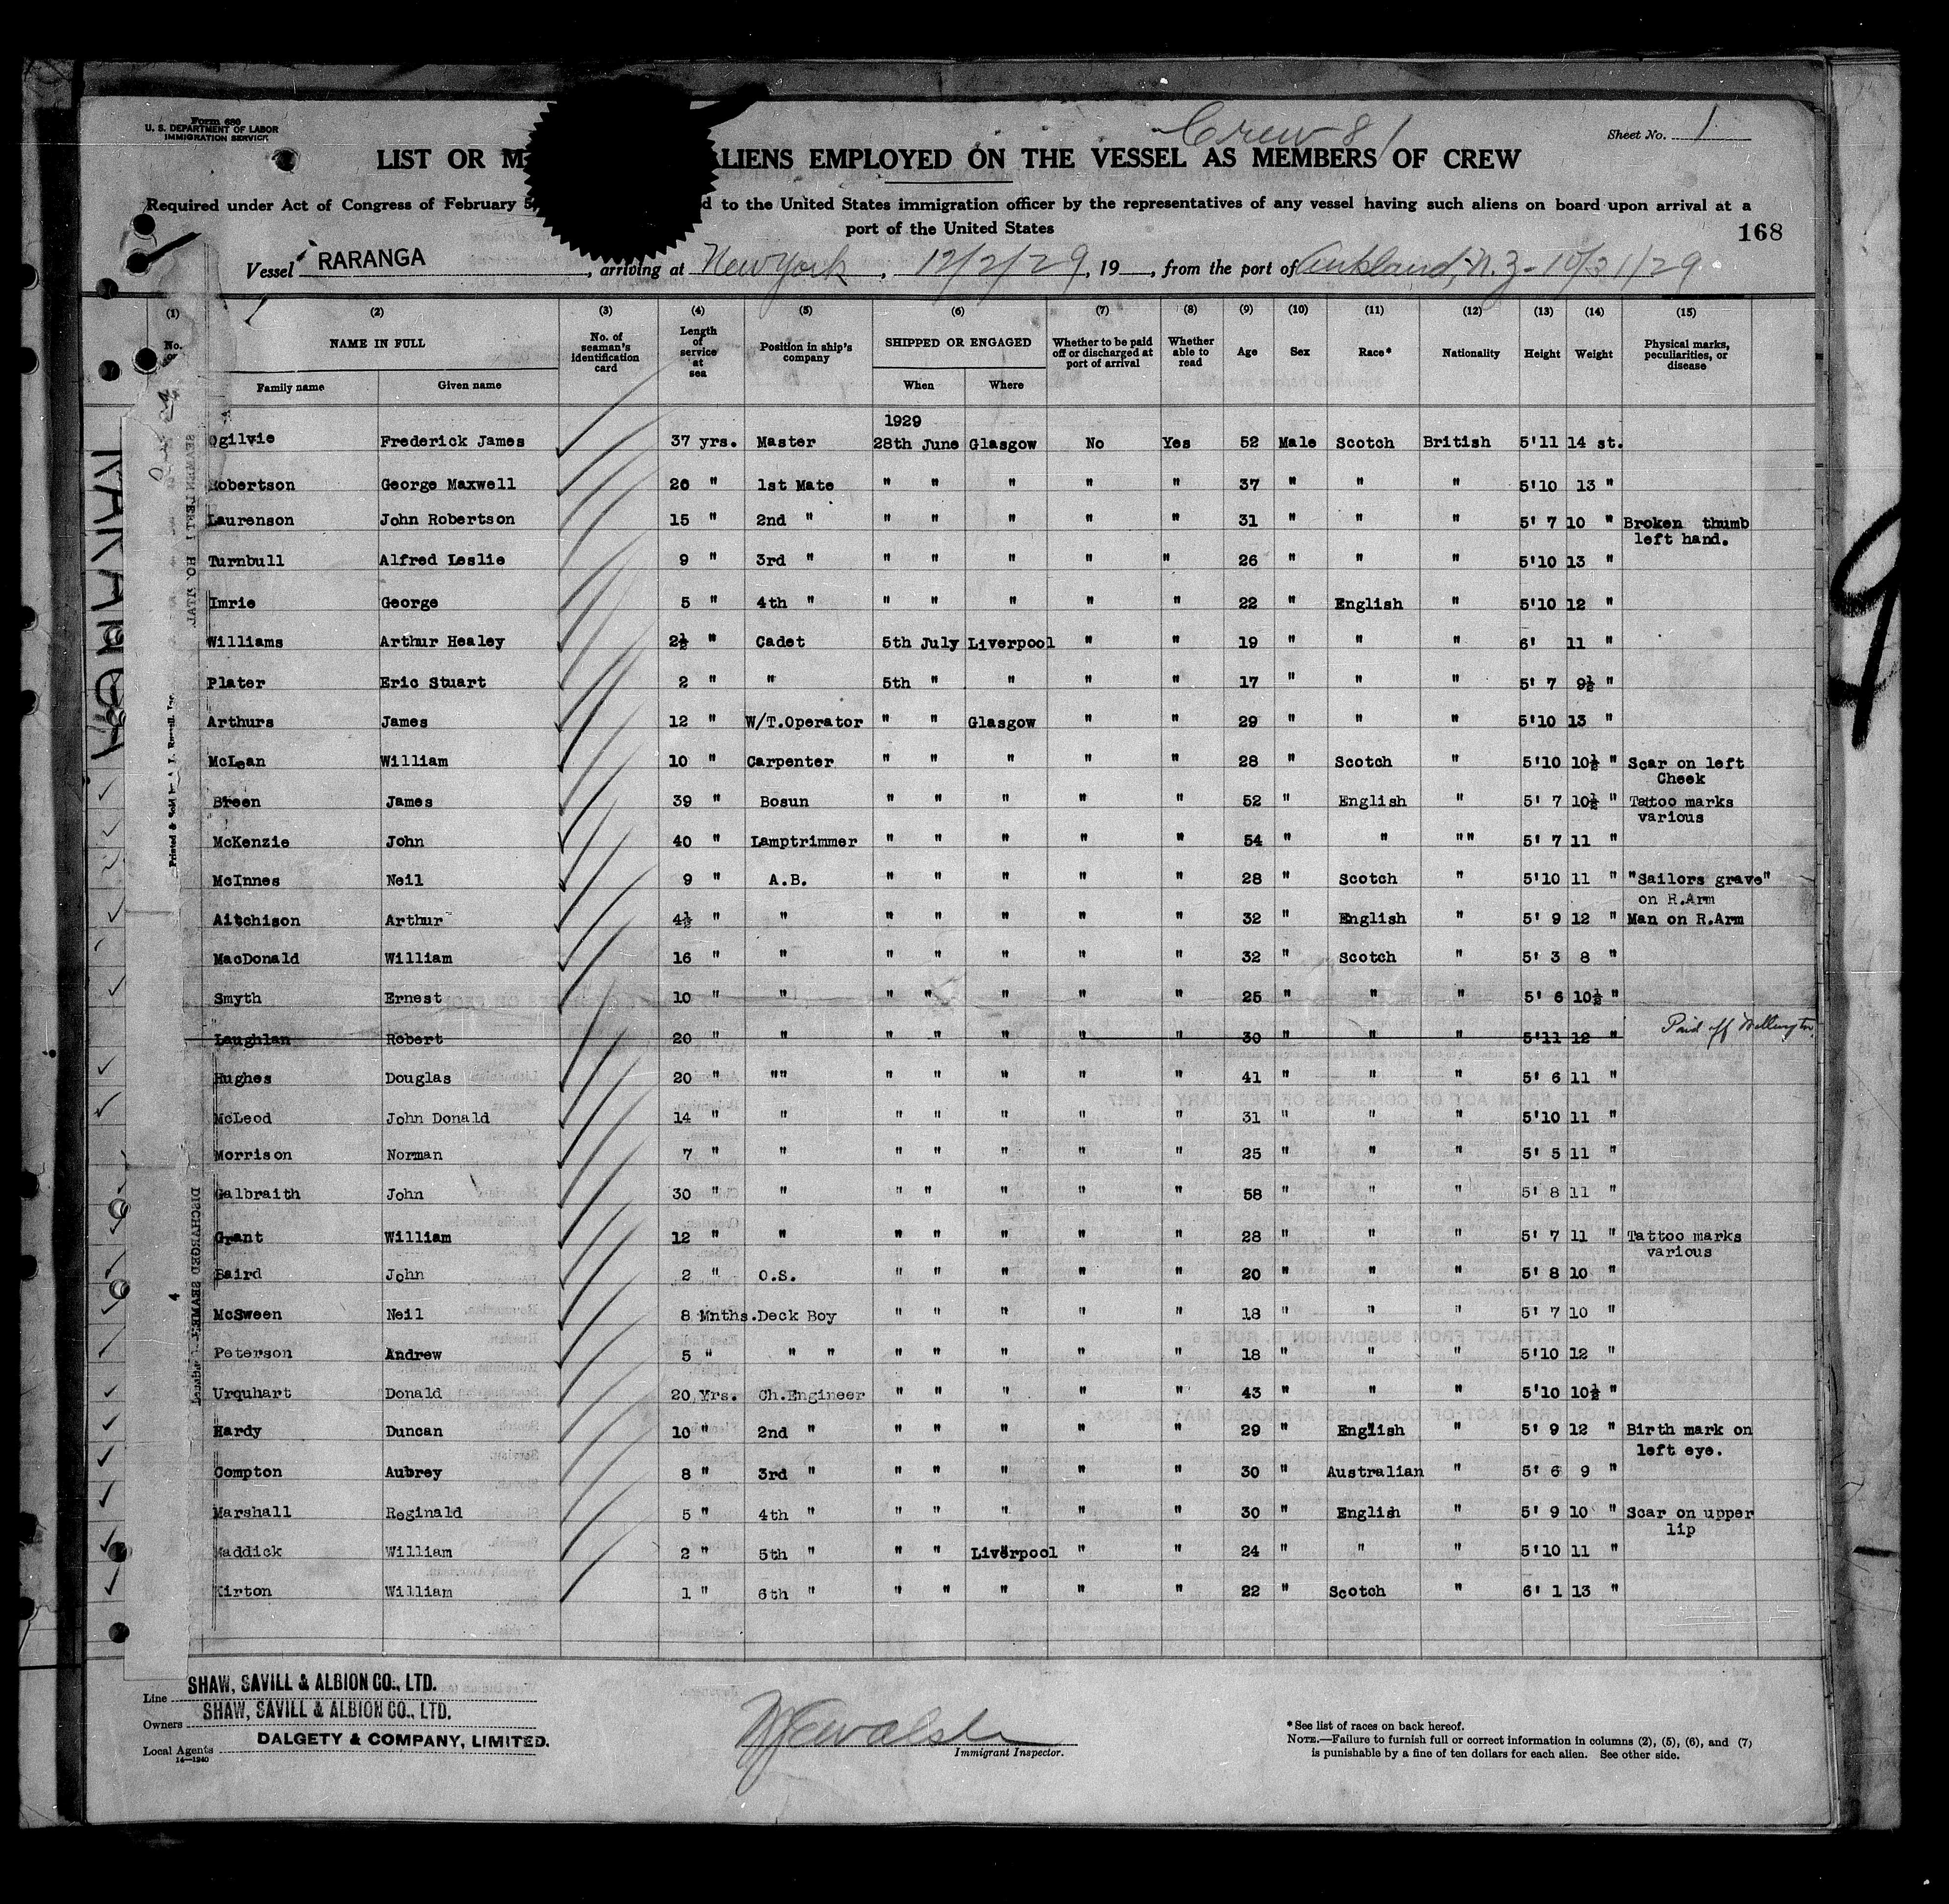 Form 680
U. S. DEPARTMENT OF LABOR
IMMIGRATION SERVICE
Crew 81
Sheet No. 1
LIST OR M ALIENS EMPLOYED ON THE VESSEL AS MEMBERS OF CREW
Required under Act of Congress of February 5, d to the United States immigration officer by the representatives of any vessel having such aliens on board upon arrival at a
port of the United States
168
Vessel RARANGA, arriving at New York, 12/2/29, 19, from the port of Aukland, N.Z. - 10/31/29
(1) (2) (3) (4) (5) (6) (7) (8) (9) (10) (11) (12) (13) (14) (15)
No. NAME IN FULL No. of seaman's identification card Length of service at sea Position in ship's company SHIPPED OR ENGAGED Whether to be paid off or discharged at port of arrival Whether able to read Age Sex Race* Nationality Height Weight Physical marks, peculiarities, or disease
Family name Given name When Where
1929
Ogilvie Frederick James 37 yrs. Master 28th June Glasgow No Yes 52 Male Scotch British 5'11 14 st.
Robertson George Maxwell 20 " 1st Mate " " " " " 37 " " " 5'10 13 "
Laurenson John Robertson 15 " 2nd " " " " " " 31 " " " 5' 7 10 " Broken thumb
left hand.
Turnbull Alfred Leslie 9 " 3rd " " " " " " 26 " " " 5'10 13 "
Imrie George 5 " 4th " " " " " " 22 " English " 5'10 12 "
Williams Arthur Healey 2½ " Cadet 5th July Liverpool " " 19 " " " 6' 11 "
Plater Eric Stuart 2 " " 5th " " " " 17 " " " 5' 7 9½ "
Arthurs James 12 " W/T.Operator " " Glasgow " " 29 " " " 5'10 13 "
McLean William 10 " Carpenter " " " " " 28 " Scotch " 5'10 10½ " Scar on left
Cheek
Breen James 39 " Bosun " " " " " 52 " English " 5' 7 10½ " Tattoo marks
various
McKenzie John 40 " Lamptrimmer " " " " " 54 " " "" 5' 7 11 "
McInnes Neil 9 " A.B. " " " " " 28 " Scotch " 5'10 11 " "Sailors grave"
on R.Arm
Aitchison Arthur 4½ " " " " " " " 32 " English " 5' 9 12 " Man on R.Arm
MacDonald William 16 " " " " " " " 32 " Scotch " 5' 3 8 "
Smyth Ernest 10 " " " " " " " 25 " " " 5' 6 10½ "
Laughlan Robert 20 " " " " " " " 30 " " " 5'11 12 " Paid off Wellington
Hughes Douglas 20 " "" " " " " " 41 " " " 5' 6 11 "
McLeod John Donald 14 " " " " " " " 31 " " " 5'10 11 "
Morrison Norman 7 " " " " " " " 25 " " " 5' 5 11 "
Galbraith John 30 " " " " " " " 58 " " " 5' 8 11 "
Grant William 12 " " " " " " " 28 " " " 5' 7 11 " Tattoo marks
various
Baird John 2 " O.S. " " " " " 20 " " " 5' 8 10 "
McSween Neil 8 Mnths. Deck Boy " " " " " 18 " " " 5' 7 10 "
Peterson Andrew 5 " " " " " " " " 18 " " " 5'10 12 "
Urquhart Donald 20 Yrs. Ch.Engineer " " " " " 43 " " " 5'10 10½ "
Hardy Duncan 10 " 2nd " " " " " " 29 " English " 5' 9 12 " Birth mark on
left eye.
Compton Aubrey 8 " 3rd " " " " " " 30 " Australian " 5' 6 9 "
Marshall Reginald 5 " 4th " " " " " " 30 " English " 5' 9 10 " Scar on upper
lip
Maddick William 2 " 5th " " " Liverpool " " 24 " " " 5'10 11 "
Kirton William 1 " 6th " " " " " " 22 " Scotch " 6' 1 13 "
Line SHAW, SAVILL & ALBION CO., LTD.
Owners SHAW, SAVILL & ALBION CO., LTD.
Local Agents DALGETY & COMPANY, LIMITED.
14—1240
Immigrant Inspector.
*See list of races on back hereof.
NOTE.—Failure to furnish full or correct information in columns (2), (5), (6), and (7)
is punishable by a fine of ten dollars for each alien. See other side.